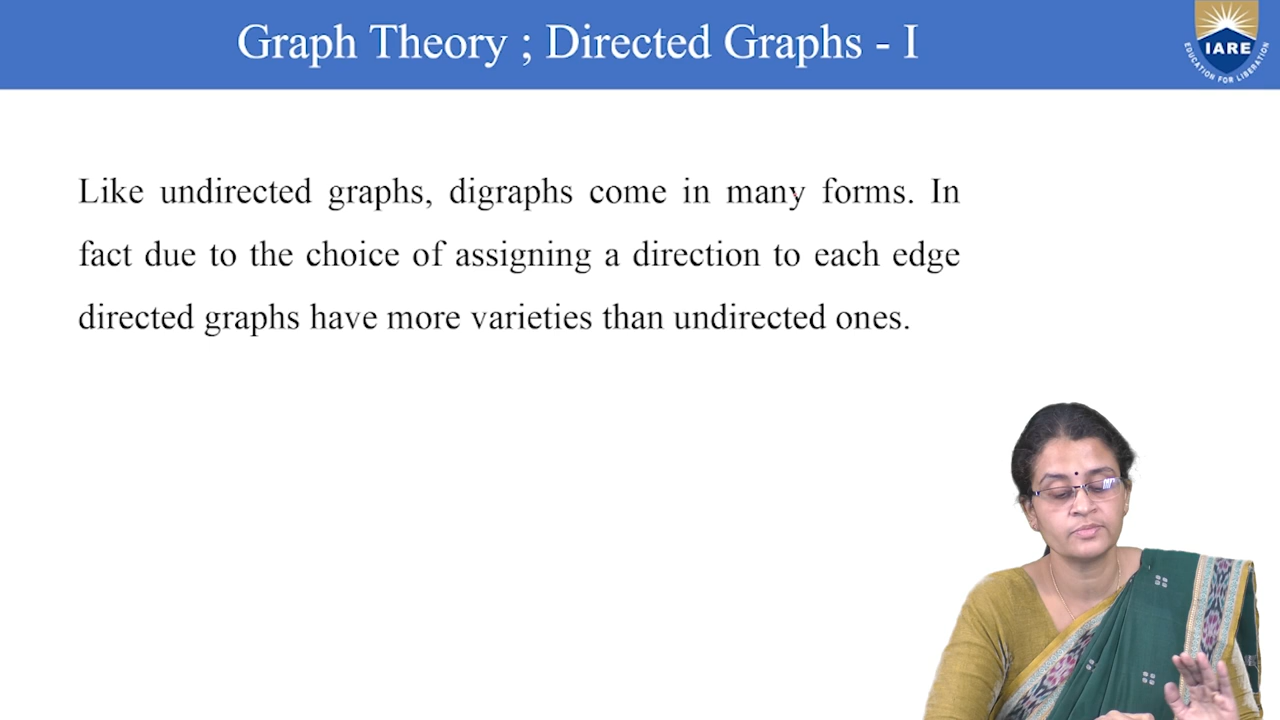 Graph Theory ; Directed Graphs - I
IARE
EDUCATION FOR LIBERATION
Like undirected graphs, digraphs come in many forms. In
fact due to the choice of assigning a direction to each edge
directed graphs have more varieties than undirected ones.